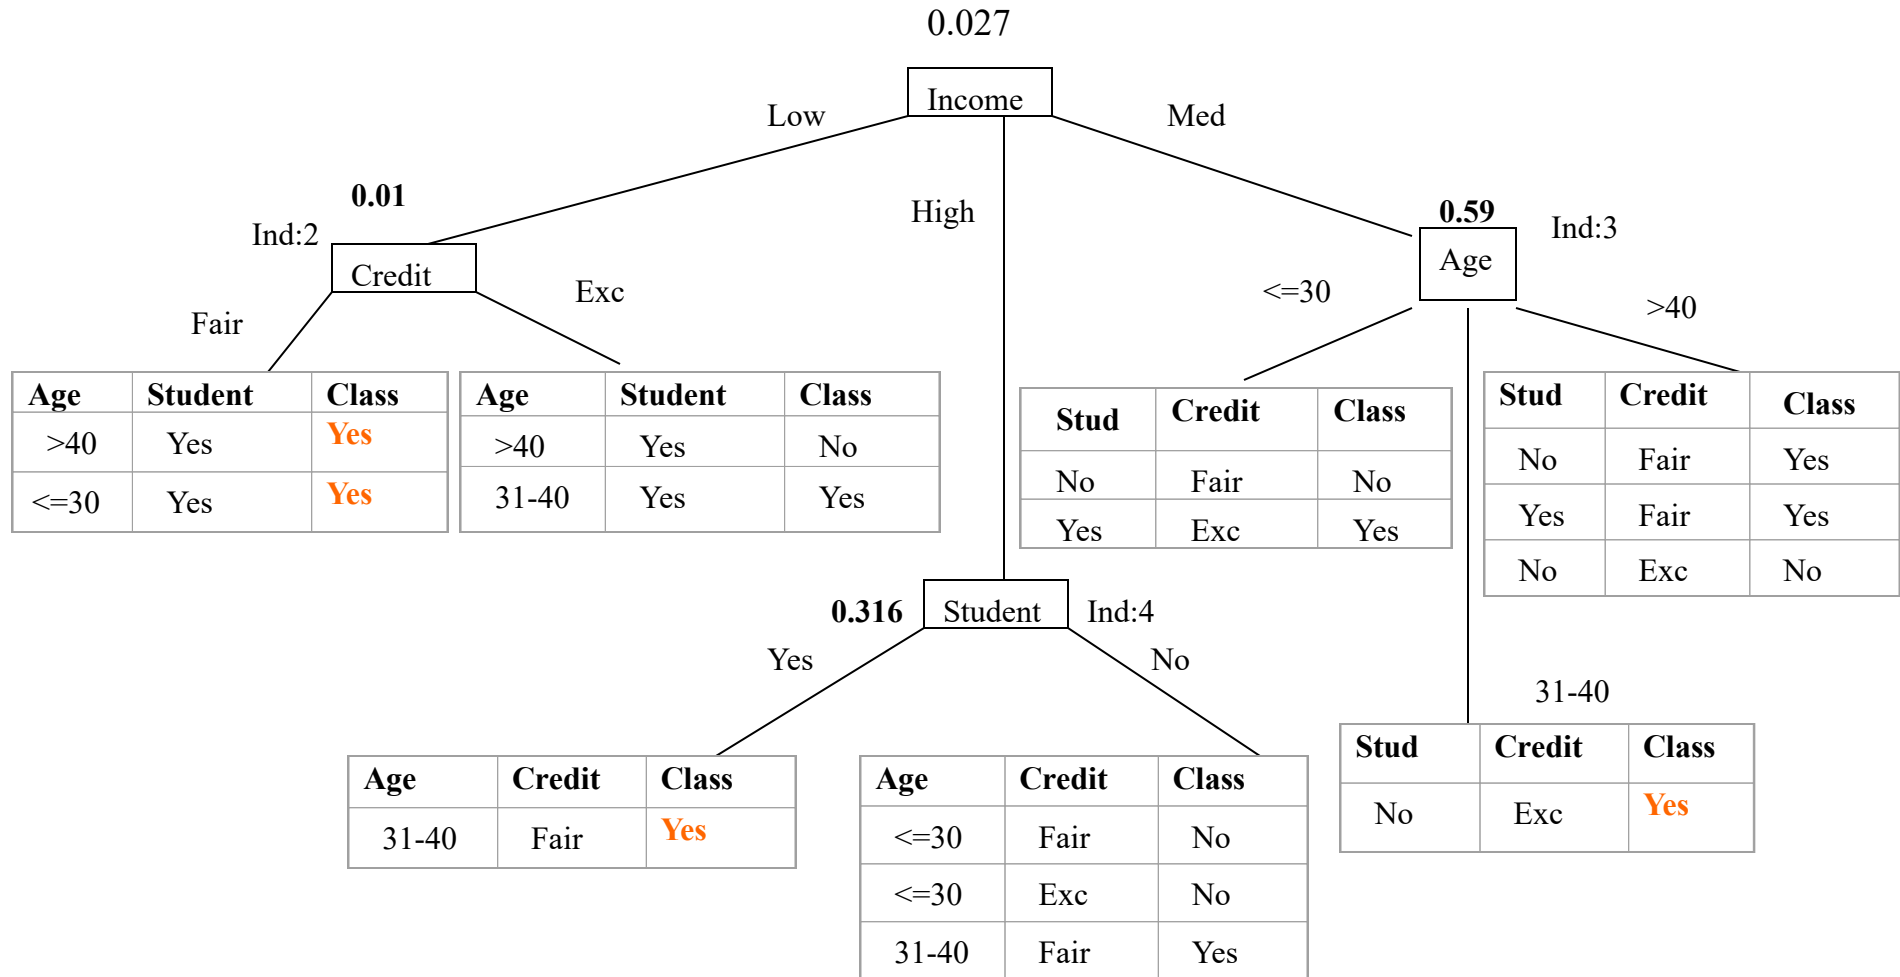 0.027
Income
Low
Med
High
0.01
Ind:2
Credit
Fair
Exc
0.59
Ind:3
Age
<=30
>40
Age Student Class
>40 Yes Yes
<=30 Yes Yes
Age Student Class
>40 Yes No
31-40 Yes Yes
Stud Credit Class
No Fair No
Yes Exc Yes
Stud Credit Class
No Fair Yes
Yes Fair Yes
No Exc No
0.316
Student
Ind:4
Yes
No
31-40
Age Credit Class
31-40 Fair Yes
Age Credit Class
<=30 Fair No
<=30 Exc No
31-40 Fair Yes
Stud Credit Class
No Exc Yes